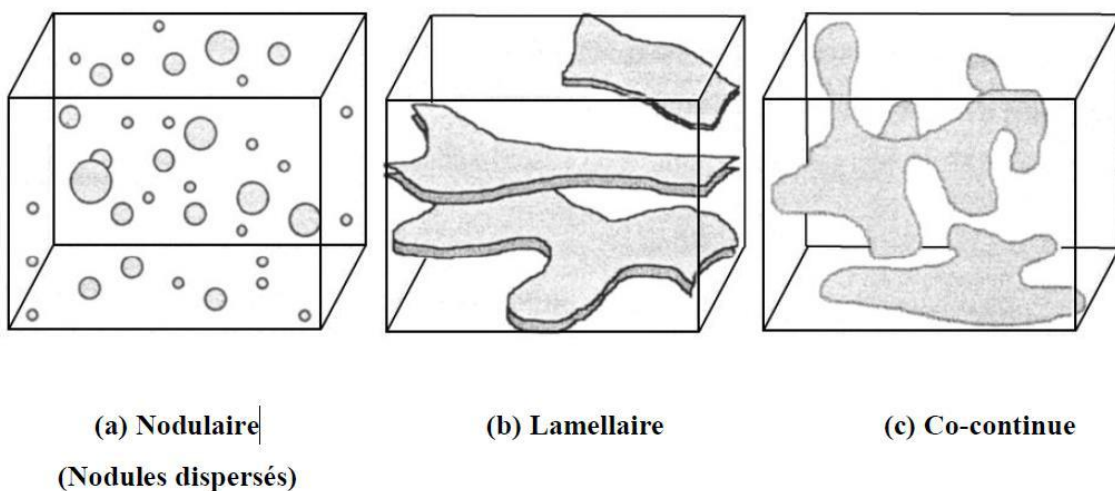 (a) Nodulaire
(Nodules dispersés)
(b) Lamellaire
(c) Co-continue